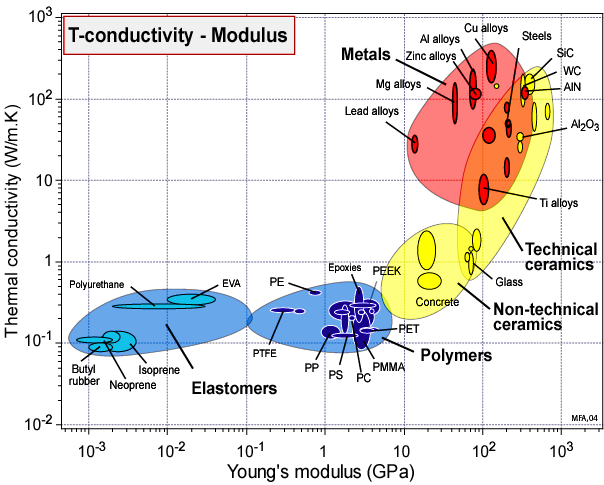 T-conductivity - Modulus
Thermal conductivity (W/m.K)
10³
10²
10
1
10⁻¹
10⁻²
Metals
Cu alloys
Al alloys
Steels
Zinc alloys
SiC
WC
Mg alloys
AlN
Lead alloys
Al₂O₃
Ti alloys
Technical
ceramics
Glass
Concrete
Non-technical
ceramics
Epoxies
PEEK
PE
EVA
Polyurethane
PTFE
PET
PP
PS
PC
PMMA
Polymers
Isoprene
Butyl
rubber
Neoprene
Elastomers
MFA,04
10⁻³
10⁻²
10⁻¹
1
10
10²
10³
Young's modulus (GPa)